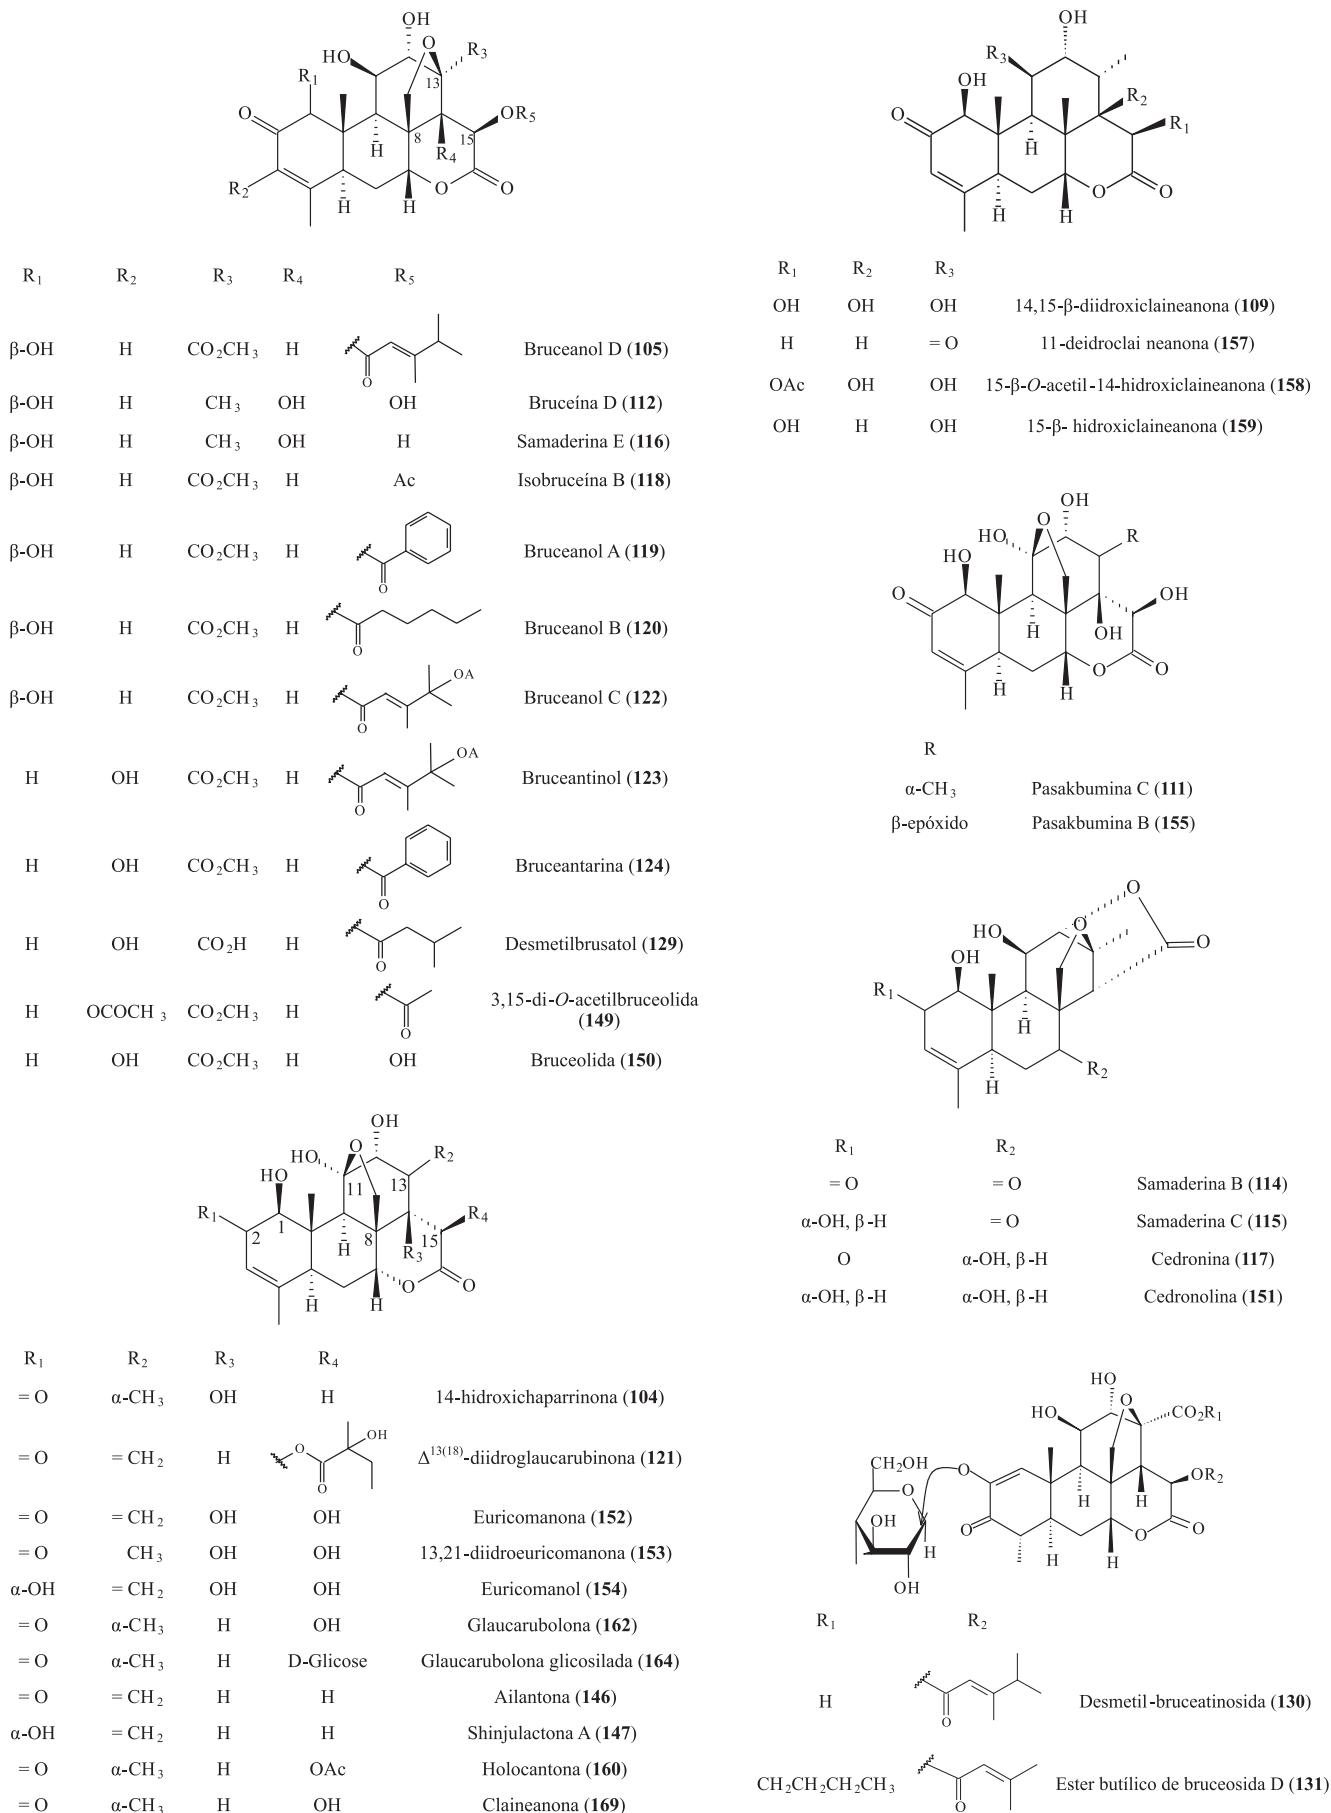 OH
HO
O
R₃
13
R₁
O
OR₅
8
15
R₄
H
R₂
O
O
H
H
R₁ R₂ R₃ R₄ R₅
β-OH H CO₂CH₃ H O Bruceanol D (105)
β-OH H CH₃ OH OH Bruceína D (112)
β-OH H CH₃ OH H Samaderina E (116)
β-OH H CO₂CH₃ H Ac Isobruceína B (118)
β-OH H CO₂CH₃ H O Bruceanol A (119)
β-OH H CO₂CH₃ H O Bruceanol B (120)
β-OH H CO₂CH₃ H O OA Bruceanol C (122)
H OH CO₂CH₃ H O OA Bruceantinol (123)
H OH CO₂CH₃ H O Bruceantarina (124)
H OH CO₂H H O Desmetilbrusatol (129)
H OCOCH₃ CO₂CH₃ H O 3,15-di-O-acetilbruceolida
(149)
H OH CO₂CH₃ H OH Bruceolida (150)
OH
HO
O
R₂
HO
11
13
R₁
1
2
8
15
R₄
H
R₃
O
O
H
H
R₁ R₂ R₃ R₄
= O α-CH₃ OH H 14-hidroxichaparrinona (104)
= O = CH₂ H O O OH Δ¹³⁽¹⁸⁾-diidroglaucarubinona (121)
= O = CH₂ OH OH Euricomanona (152)
= O CH₃ OH OH 13,21-diidroeuricomanona (153)
α-OH = CH₂ OH OH Euricomanol (154)
= O α-CH₃ H OH Glaucarubolona (162)
= O α-CH₃ H D-Glicose Glaucarubolona glicosilada (164)
= O = CH₂ H H Ailantona (146)
α-OH = CH₂ H H Shinjulactona A (147)
= O α-CH₃ H OAc Holocantona (160)
= O α-CH₃ H OH Claineanona (169)
OH
R₃
OH
R₂
R₁
O
H
O
O
H
H
R₁ R₂ R₃
OH OH OH 14,15-β-diidroxiclaineanona (109)
H H = O 11-deidroclai neanona (157)
OAc OH OH 15-β-O-acetil-14-hidroxiclaineanona (158)
OH H OH 15-β- hidroxiclaineanona (159)
OH
HO
O
R
OH
O
OH
H
OH
O
O
H
H
R
α-CH₃ Pasakbumina C (111)
β-epóxido Pasakbumina B (155)
O
O
HO
OH
O
R₁
H
R₂
H
R₁ R₂
= O = O Samaderina B (114)
α-OH, β-H = O Samaderina C (115)
O α-OH, β-H Cedronina (117)
α-OH, β-H α-OH, β-H Cedronolina (151)
HO
HO
O
CO₂R₁
CH₂OH
O
O
OR₂
OH
H
O
H
H
O
O
OH
H
H
R₁ R₂
H O Desmetil-bruceatinosida (130)
CH₂CH₂CH₂CH₃ O Ester butílico de bruceosida D (131)